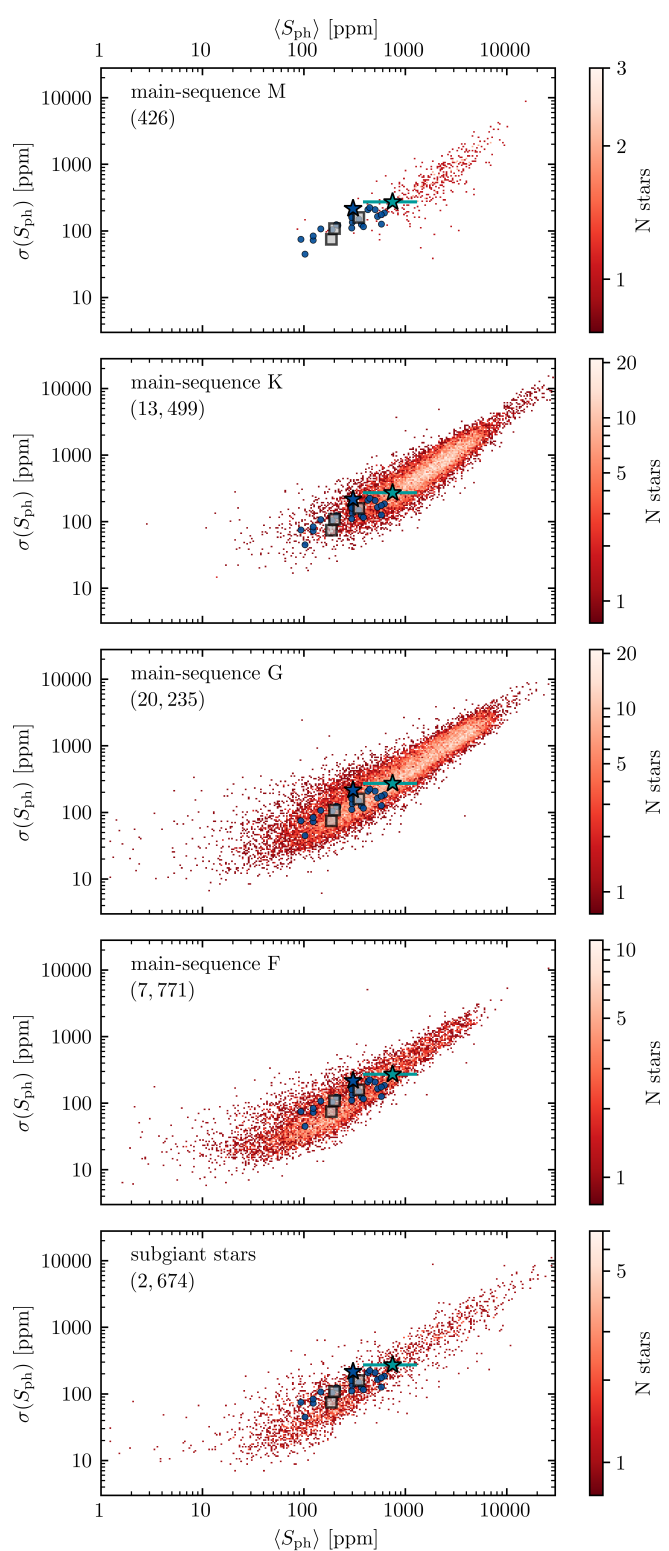 ⟨S_ph⟩ [ppm]
1 10 100 1000 10000
main-sequence M
(426)
10000
1000
100
10
σ(S_ph) [ppm]
3
2
1
N stars
main-sequence K
(13, 499)
10000
1000
100
10
σ(S_ph) [ppm]
20
10
5
1
N stars
main-sequence G
(20, 235)
10000
1000
100
10
σ(S_ph) [ppm]
20
10
5
1
N stars
main-sequence F
(7, 771)
10000
1000
100
10
σ(S_ph) [ppm]
10
5
1
N stars
subgiant stars
(2, 674)
10000
1000
100
10
σ(S_ph) [ppm]
5
1
N stars
1 10 100 1000 10000
⟨S_ph⟩ [ppm]